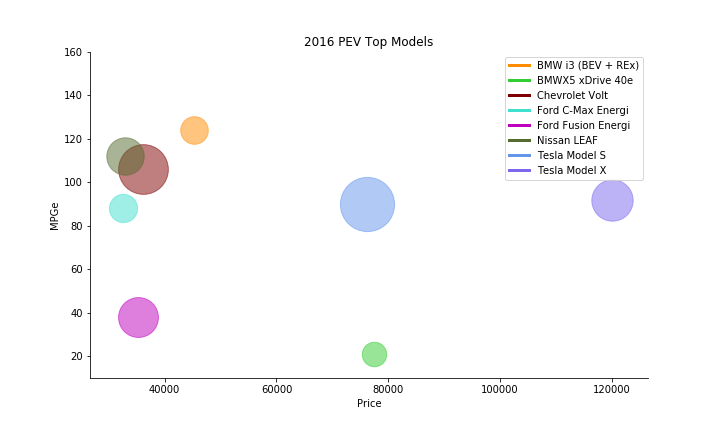 2016 PEV Top Models
160
140
120
100
80
60
40
20
MPGe
BMW i3 (BEV + REx)
BMWX5 xDrive 40e
Chevrolet Volt
Ford C-Max Energi
Ford Fusion Energi
Nissan LEAF
Tesla Model S
Tesla Model X
40000 60000 80000 100000 120000
Price